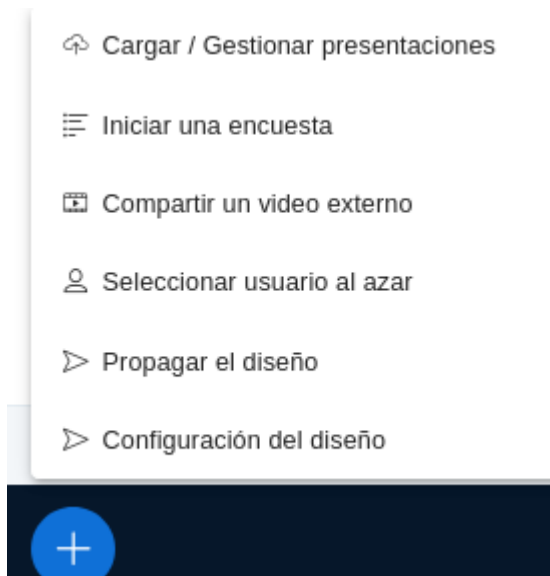 Cargar / Gestionar presentaciones
Iniciar una encuesta
Compartir un video externo
Seleccionar usuario al azar
Propagar el diseño
Configuración del diseño